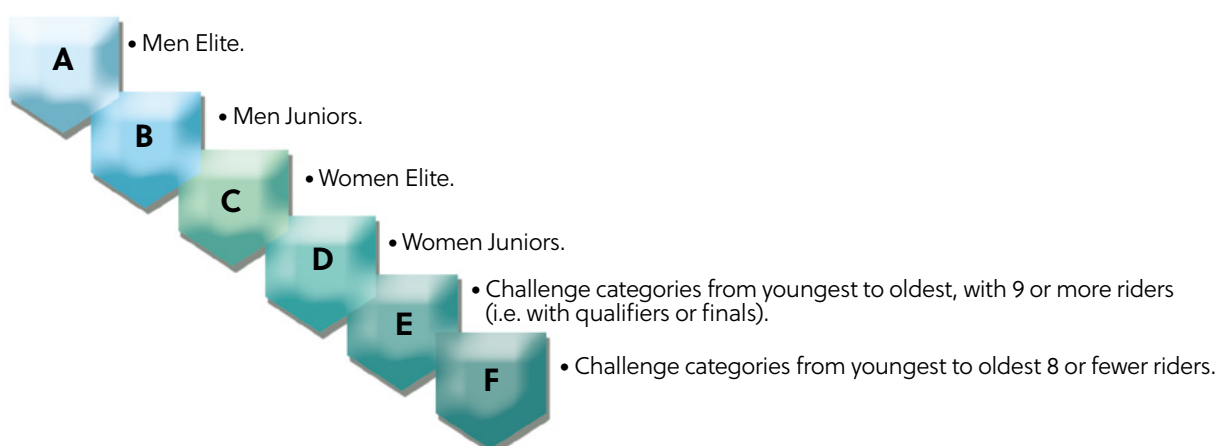 A
• Men Elite.
B
• Men Juniors.
C
• Women Elite.
D
• Women Juniors.
E
• Challenge categories from youngest to oldest, with 9 or more riders
(i.e. with qualifiers or finals).
F
• Challenge categories from youngest to oldest 8 or fewer riders.